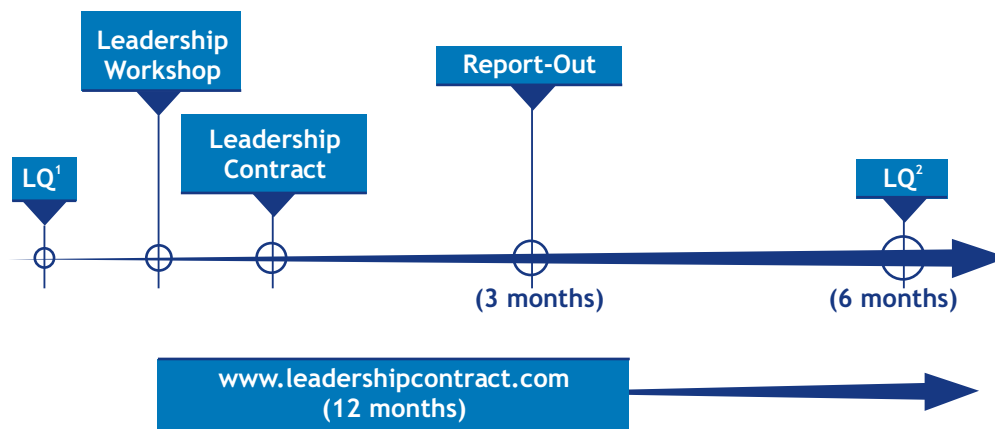 Leadership
Workshop
Report-Out
Leadership
Contract
LQ¹
LQ²
(3 months)
(6 months)
www.leadershipcontract.com
(12 months)